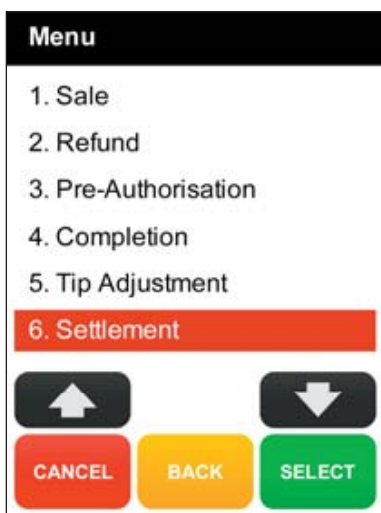 Menu
1. Sale
2. Refund
3. Pre-Authorisation
4. Completion
5. Tip Adjustment
6. Settlement
CANCEL BACK SELECT